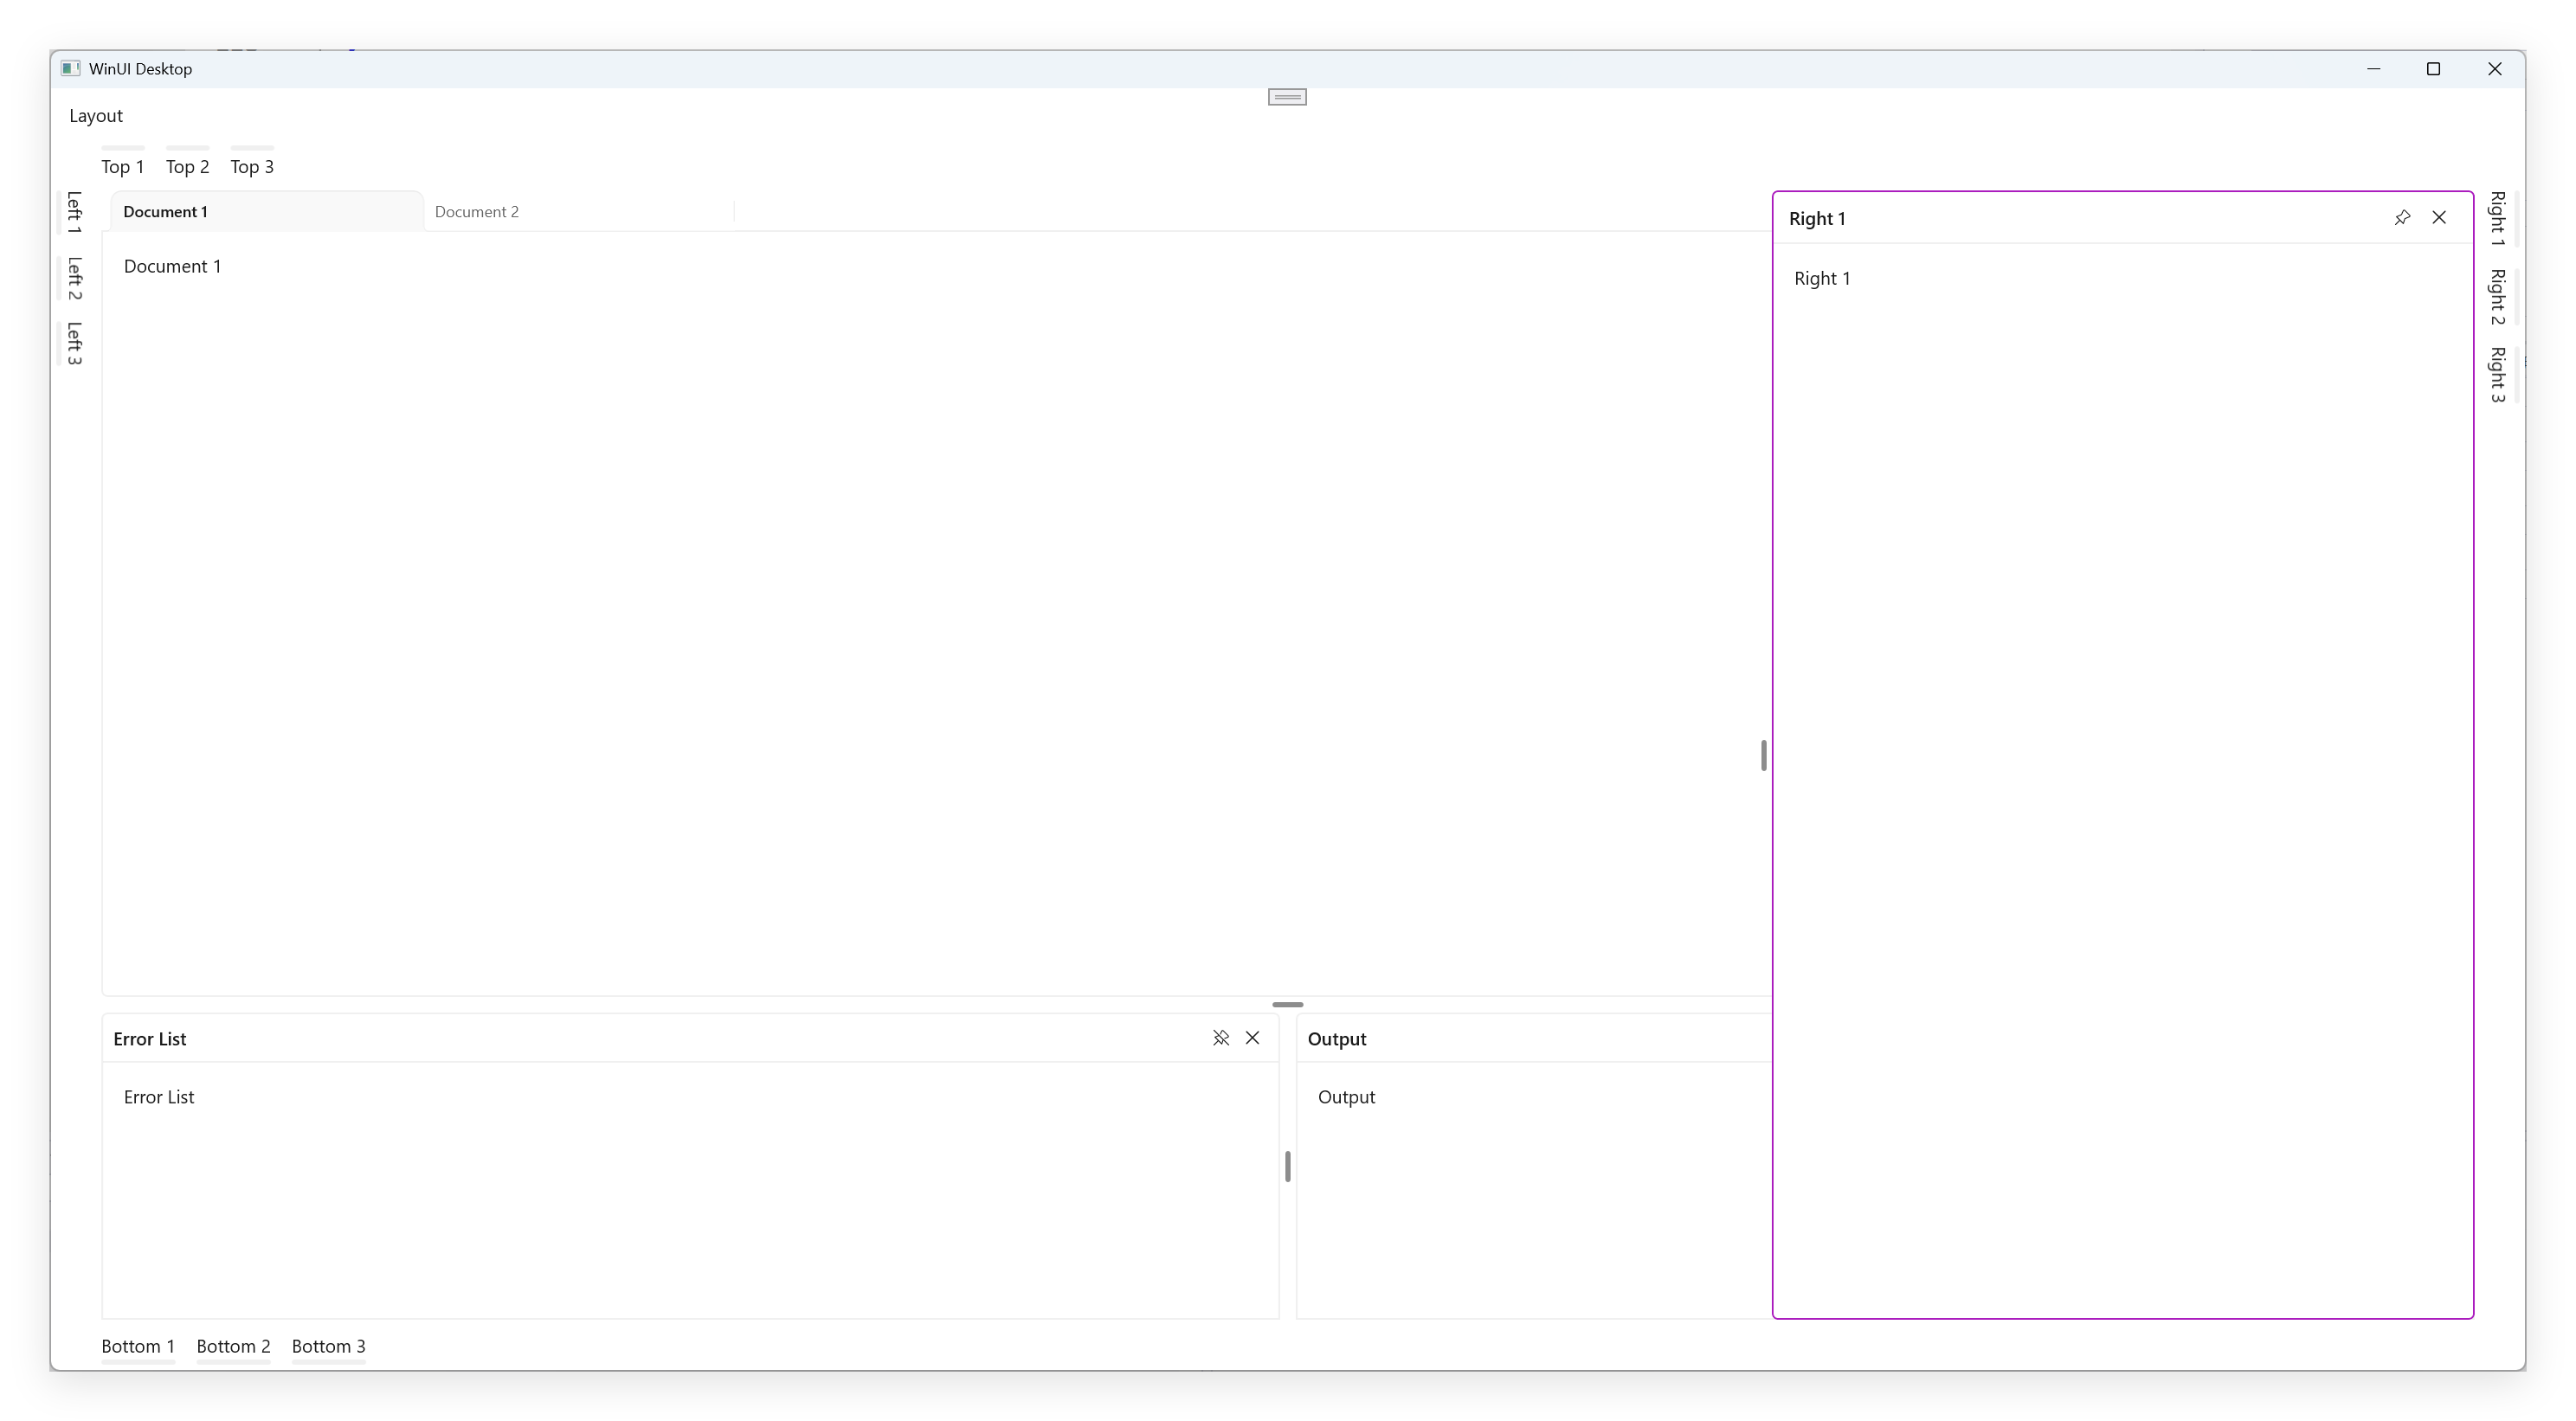 WinUI Desktop
Layout
Top 1 Top 2 Top 3
Left 1
Left 2
Left 3
Document 1 Document 2
Document 1
Right 1
Right 1
Right 1
Right 2
Right 3
Error List
Error List
Output
Output
Bottom 1 Bottom 2 Bottom 3